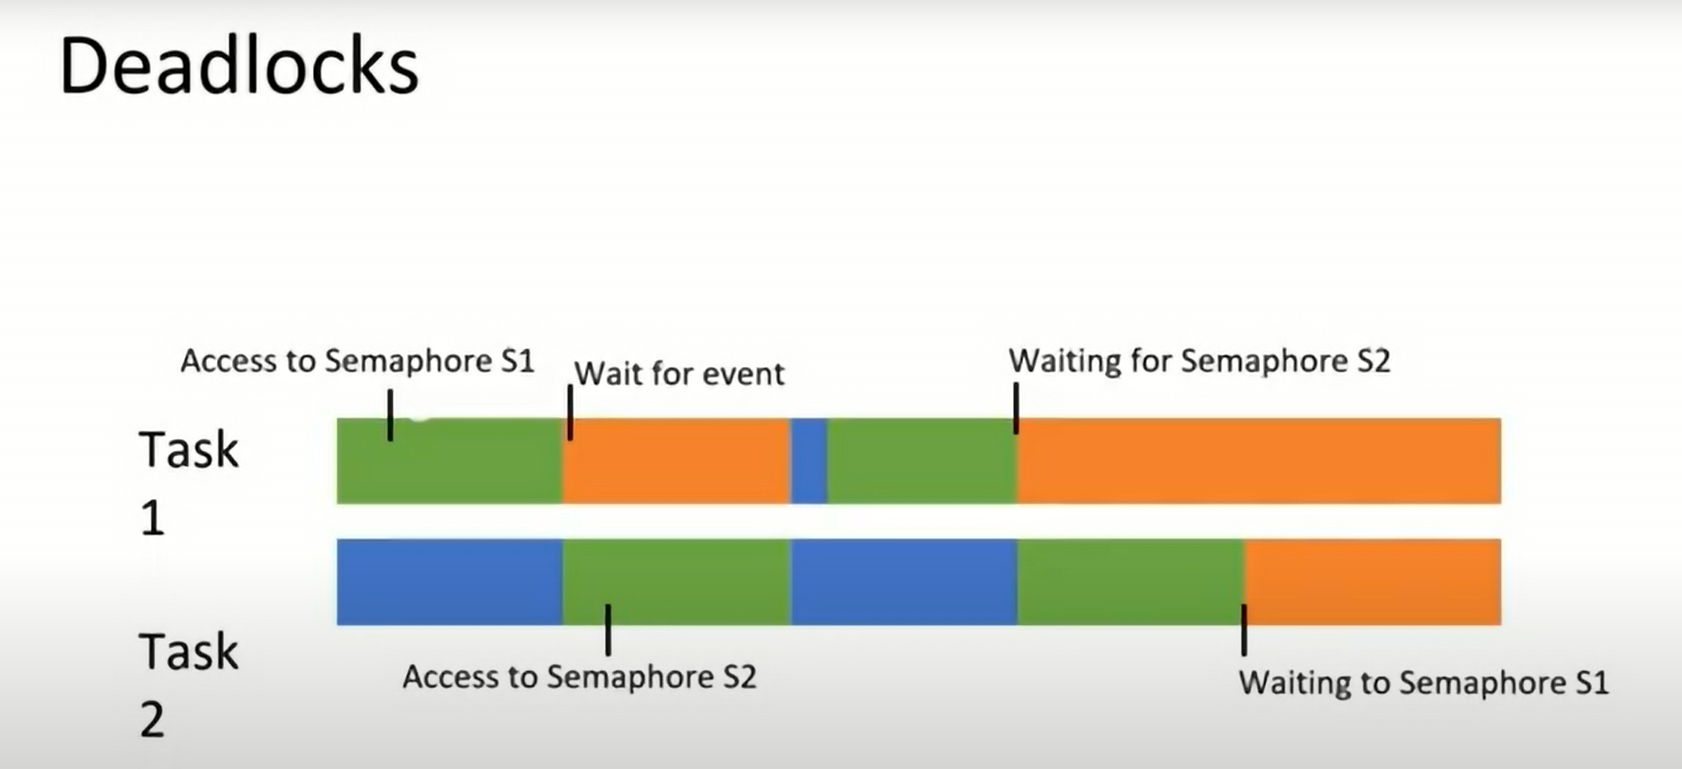 Deadlocks
Access to Semaphore S1
Wait for event
Waiting for Semaphore S2
Task
1
Task
2
Access to Semaphore S2
Waiting to Semaphore S1